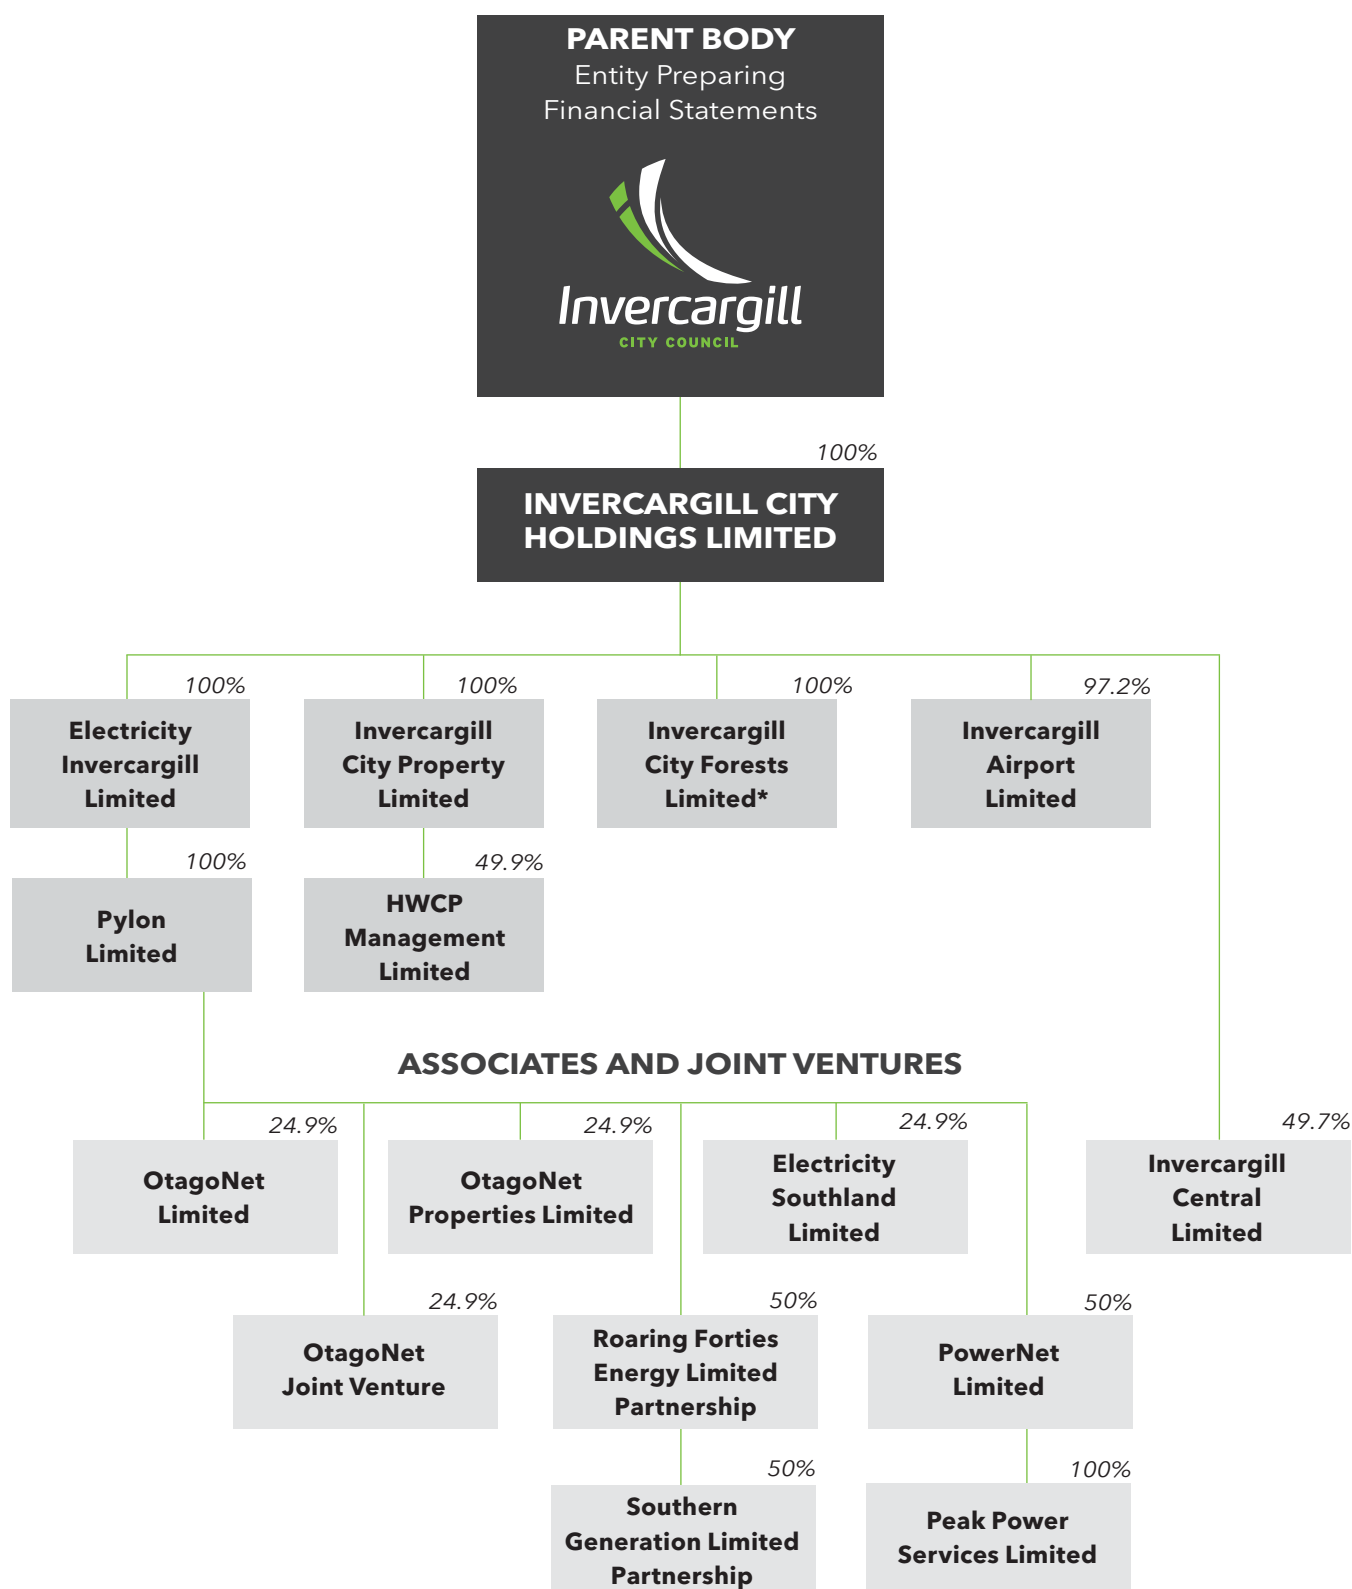 PARENT BODY
Entity Preparing
Financial Statements
Invercargill
CITY COUNCIL
100%
INVERCARGILL CITY
HOLDINGS LIMITED
100%
Electricity
Invercargill
Limited
100%
Invercargill
City Property
Limited
100%
Invercargill
City Forests
Limited*
97.2%
Invercargill
Airport
Limited
100%
Pylon
Limited
49.9%
HWCP
Management
Limited
ASSOCIATES AND JOINT VENTURES
24.9%
OtagoNet
Limited
24.9%
OtagoNet
Properties Limited
24.9%
Electricity
Southland
Limited
49.7%
Invercargill
Central
Limited
24.9%
OtagoNet
Joint Venture
50%
Roaring Forties
Energy Limited
Partnership
50%
PowerNet
Limited
50%
Southern
Generation Limited
Partnership
100%
Peak Power
Services Limited